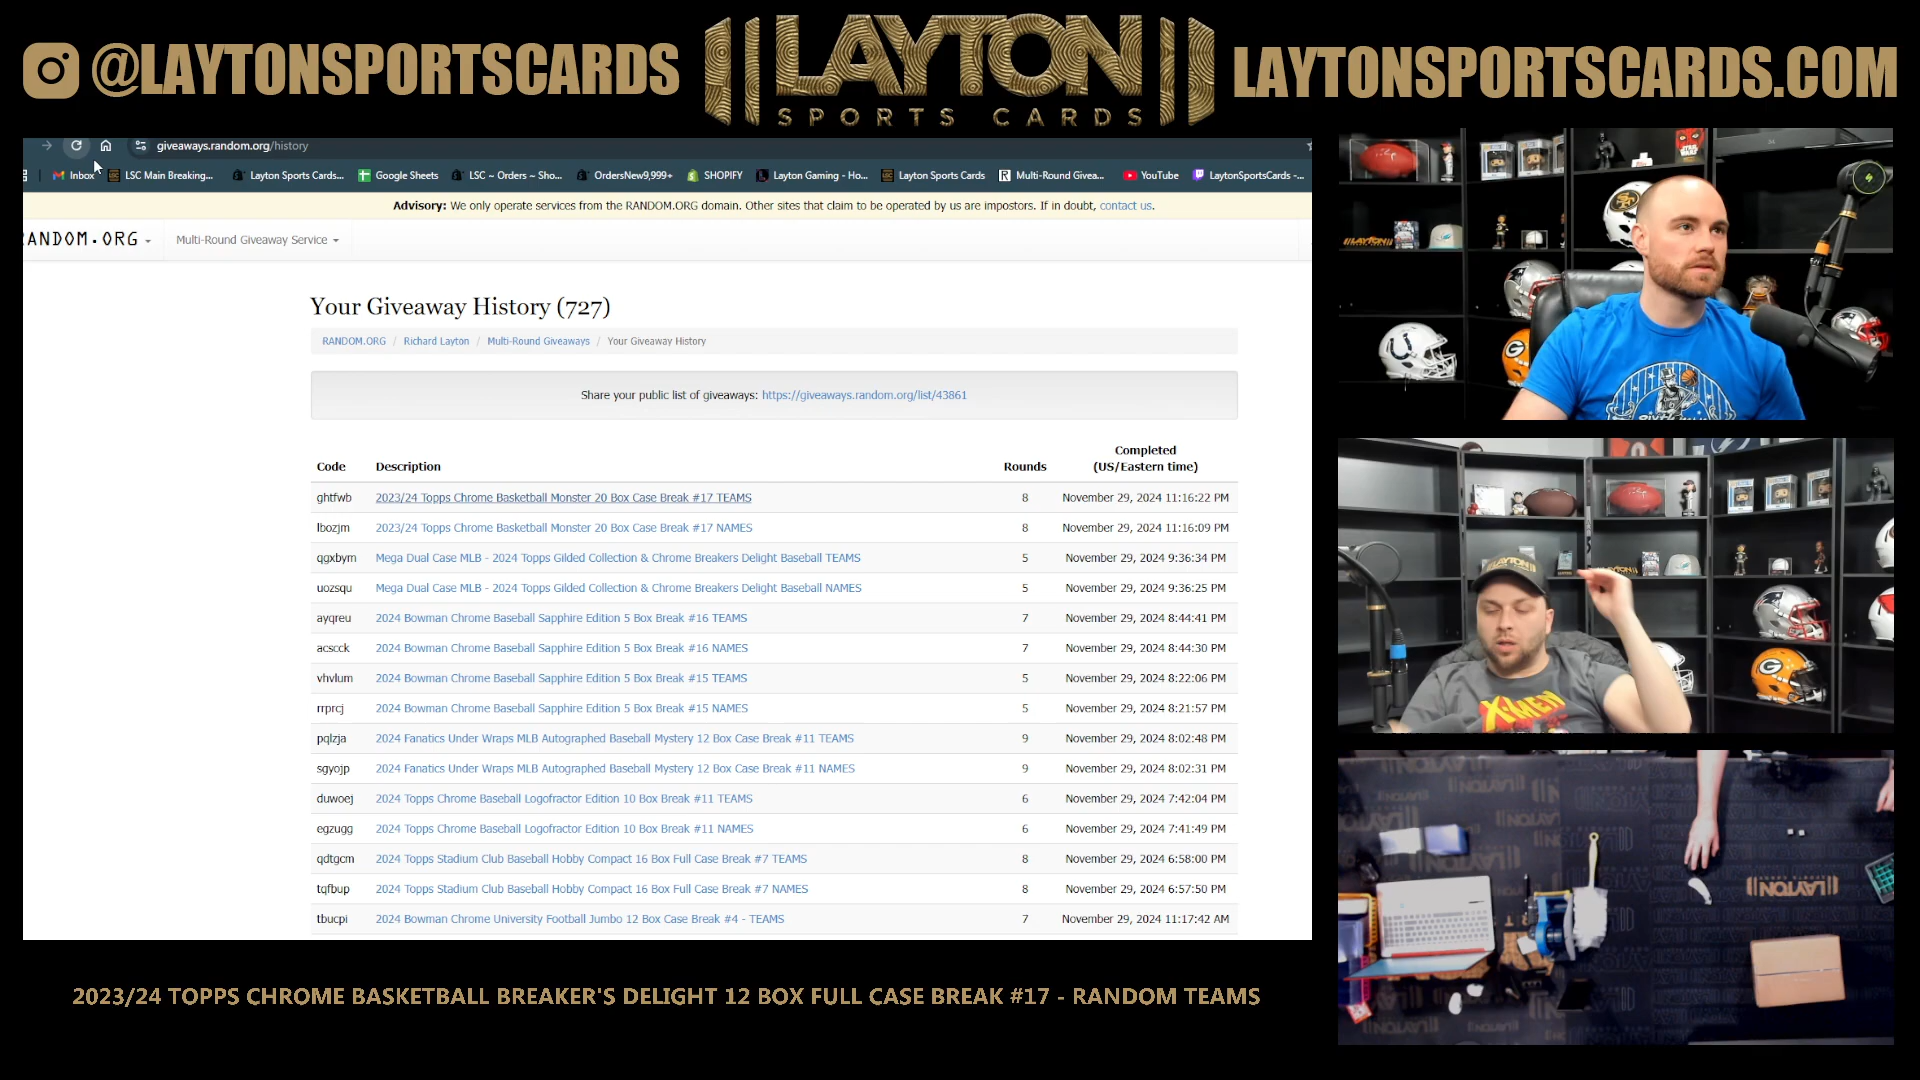 @LAYTONSPORTSCARDS
LAYTON
SPORTS CARDS
LAYTONSPORTSCARDS.COM
giveaways.random.org/history
Inbox
LSC Main Breaking...
Layton Sports Cards...
Google Sheets
LSC ~ Orders ~ Sho...
OrdersNew9,999+
SHOPIFY
Layton Gaming - Ho...
Layton Sports Cards
Multi-Round Givea...
YouTube
LaytonSportsCards -...
Advisory: We only operate services from the RANDOM.ORG domain. Other sites that claim to be operated by us are impostors. If in doubt, contact us.
RANDOM.ORG
Multi-Round Giveaway Service
Your Giveaway History (727)
RANDOM.ORG / Richard Layton / Multi-Round Giveaways / Your Giveaway History
Share your public list of giveaways: https://giveaways.random.org/list/43861
Code Description Rounds Completed (US/Eastern time)
ghtfwb 2023/24 Topps Chrome Basketball Monster 20 Box Case Break #17 TEAMS 8 November 29, 2024 11:16:22 PM
lbozjm 2023/24 Topps Chrome Basketball Monster 20 Box Case Break #17 NAMES 8 November 29, 2024 11:16:09 PM
qgxbym Mega Dual Case MLB - 2024 Topps Gilded Collection & Chrome Breakers Delight Baseball TEAMS 5 November 29, 2024 9:36:34 PM
uozsqu Mega Dual Case MLB - 2024 Topps Gilded Collection & Chrome Breakers Delight Baseball NAMES 5 November 29, 2024 9:36:25 PM
ayqreu 2024 Bowman Chrome Baseball Sapphire Edition 5 Box Break #16 TEAMS 7 November 29, 2024 8:44:41 PM
acscck 2024 Bowman Chrome Baseball Sapphire Edition 5 Box Break #16 NAMES 7 November 29, 2024 8:44:30 PM
vhvlum 2024 Bowman Chrome Baseball Sapphire Edition 5 Box Break #15 TEAMS 5 November 29, 2024 8:22:06 PM
rrprcj 2024 Bowman Chrome Baseball Sapphire Edition 5 Box Break #15 NAMES 5 November 29, 2024 8:21:57 PM
pqlzja 2024 Fanatics Under Wraps MLB Autographed Baseball Mystery 12 Box Case Break #11 TEAMS 9 November 29, 2024 8:02:48 PM
sgyojp 2024 Fanatics Under Wraps MLB Autographed Baseball Mystery 12 Box Case Break #11 NAMES 9 November 29, 2024 8:02:31 PM
duwoej 2024 Topps Chrome Baseball Logofractor Edition 10 Box Break #11 TEAMS 6 November 29, 2024 7:42:04 PM
egzugg 2024 Topps Chrome Baseball Logofractor Edition 10 Box Break #11 NAMES 6 November 29, 2024 7:41:49 PM
qdtgcm 2024 Topps Stadium Club Baseball Hobby Compact 16 Box Full Case Break #7 TEAMS 8 November 29, 2024 6:58:00 PM
tqfbup 2024 Topps Stadium Club Baseball Hobby Compact 16 Box Full Case Break #7 NAMES 8 November 29, 2024 6:57:50 PM
tbucpi 2024 Bowman Chrome University Football Jumbo 12 Box Case Break #4 - TEAMS 7 November 29, 2024 11:17:42 AM
X-MEN
LAYTON
2023/24 TOPPS CHROME BASKETBALL BREAKER'S DELIGHT 12 BOX FULL CASE BREAK #17 - RANDOM TEAMS